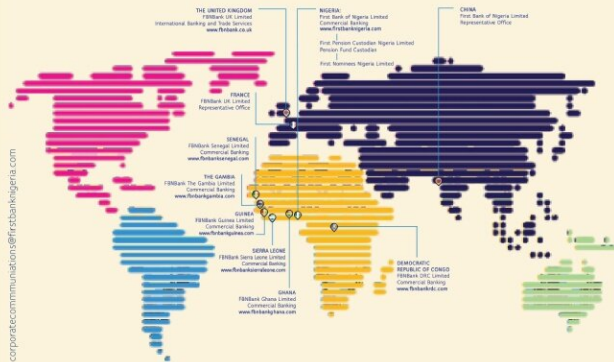 THE UNITED KINGDOM
FBNBank UK Limited
International Banking and Trade Services
www.fbnbank.co.uk
NIGERIA:
First Bank of Nigeria Limited
Commercial Banking
www.firstbanknigeria.com
First Pension Custodian Nigeria Limited
Pension Fund Custodian
First Nominees Nigeria Limited
CHINA
First Bank of Nigeria Limited
Representative Office
FRANCE
FBNBank UK Limited
Representative Office
SENEGAL
FBNBank Senegal Limited
Commercial Banking
www.fbnbanksenegal.com
THE GAMBIA
FBNBank The Gambia Limited
Commercial Banking
www.fbnbankgambia.com
GUINEA
FBNBank Guinea Limited
Commercial Banking
www.fbnbankguinea.com
SIERRA LEONE
FBNBank Sierra Leone Limited
Commercial Banking
www.fbnbanksierraleone.com
GHANA
FBNBank Ghana Limited
Commercial Banking
www.fbnbankghana.com
DEMOCRATIC
REPUBLIC OF CONGO
FBNBank DRC Limited
Commercial Banking
www.fbnbankrdc.com
corporatecommmunications@firstbanknigeria.com